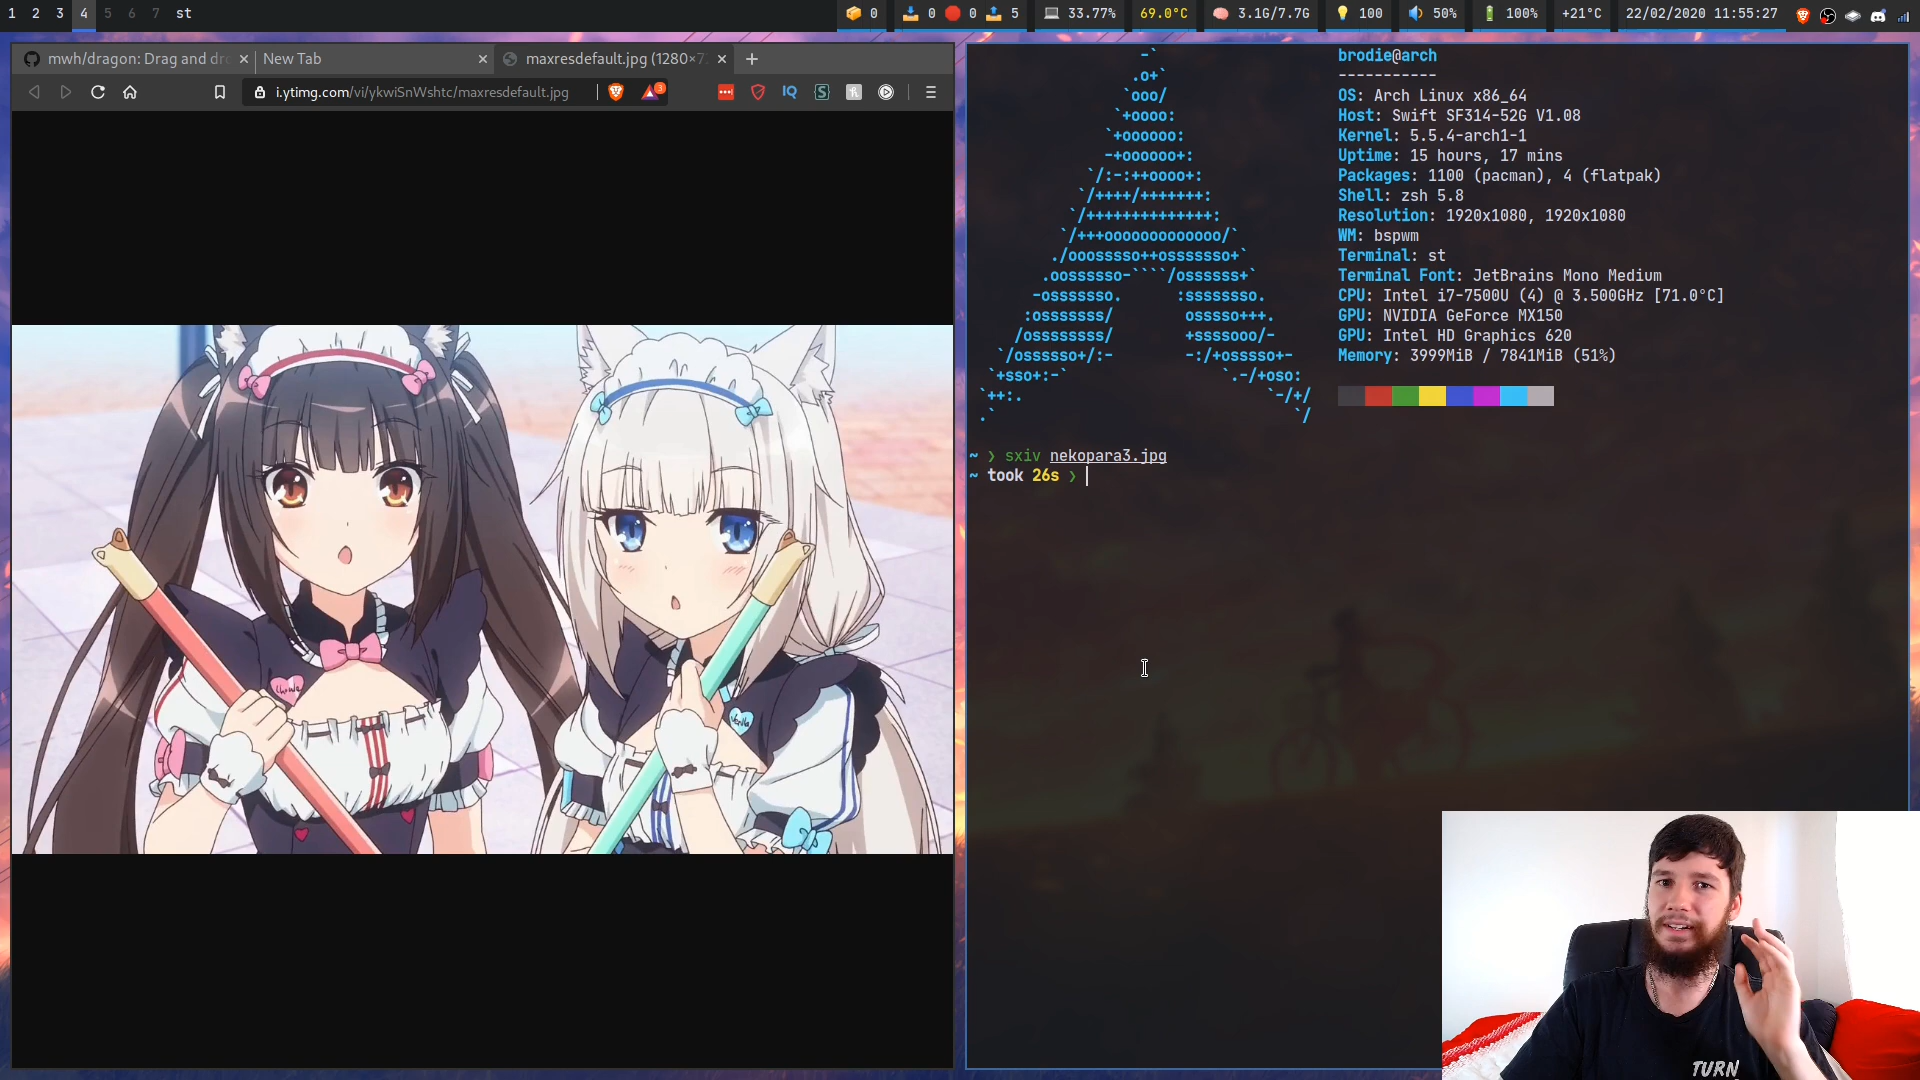 1 2 3 4 5 6 7 st
0 0 0 5 33.77% 69.0°C 3.1G/7.7G 100 50% 100% +21°C 22/02/2020 11:55:27
mwh/dragon: Drag and dr
New Tab
maxresdefault.jpg (1280×7
i.ytimg.com/vi/ykwiSnWshtc/maxresdefault.jpg
3
IQ
S
brodie@arch
-----------
OS: Arch Linux x86_64
Host: Swift SF314-52G V1.08
Kernel: 5.5.4-arch1-1
Uptime: 15 hours, 17 mins
Packages: 1100 (pacman), 4 (flatpak)
Shell: zsh 5.8
Resolution: 1920x1080, 1920x1080
WM: bspwm
Terminal: st
Terminal Font: JetBrains Mono Medium
CPU: Intel i7-7500U (4) @ 3.500GHz [71.0°C]
GPU: NVIDIA GeForce MX150
GPU: Intel HD Graphics 620
Memory: 3999MiB / 7841MiB (51%)
~ ❯ sxiv nekopara3.jpg
~ took 26s ❯
TURN